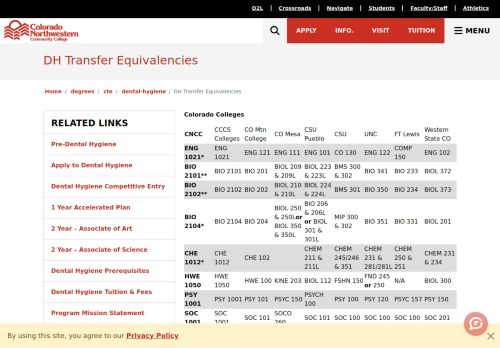 D2L | Crossroads | Navigate | Students | Faculty/Staff | Athletics
Colorado
Northwestern
Community College
APPLY INFO. VISIT TUITION MENU
DH Transfer Equivalencies
Home / degrees / cte / dental-hygiene / DH Transfer Equivalencies
RELATED LINKS
Pre-Dental Hygiene
Apply to Dental Hygiene
Dental Hygiene Competitive Entry
1 Year Accelerated Plan
2 Year – Associate of Art
2 Year – Associate of Science
Dental Hygiene Prerequisites
Dental Hygiene Tuition & Fees
Program Mission Statement
Colorado Colleges
CNCC CCCS Colleges CO Mtn College CO Mesa CSU Pueblo CSU UNC FT Lewis Western State CO
ENG 1021* ENG 1021 ENG 121 ENG 111 ENG 101 CO 130 ENG 122 COMP 150 ENG 102
BIO 2101** BIO 2101 BIO 201 BIO 209 & 209L BIO 223 & 223L BMS 300 & 302 BIO 341 BIO 233 BIOL 372
BIO 2102** BIO 2102 BIO 202 BIO 210 & 210L BIO 224 & 224L BMS 301 BIO 350 BIO 234 BIOL 373
BIO 2104* BIO 2104 BIO 204 BIOL 250 & 250L or BIOL 350 & 350L BIO 206 & 206L or BIOL 301 & 301L MIP 300 & 302 BIO 351 BIOL 331 BIOL 201
CHE 1012* CHE 1012 CHE 102 CHEM 211 & 211L CHEM 245/246 & 351 CHEM 231 & 281/281L CHEM 250 & 251 CHEM 231 & 234
HWE 1050 HWE 1050 HWE 100 KINE 203 BIOL 112 FSHN 150 FND 245 or 250 N/A BIOL 300
PSY 1001 PSY 1001 PSY 101 PSYC 150 PSYCH 100 PSY 100 PSY 120 PSYC 157 PSY 150
SOC 1001 SOC 1001 SOC 101 SOCO 260 SOC 101 SOC 100 SOC 100 SOC 100 SOC 201
By using this site, you agree to our Privacy Policy